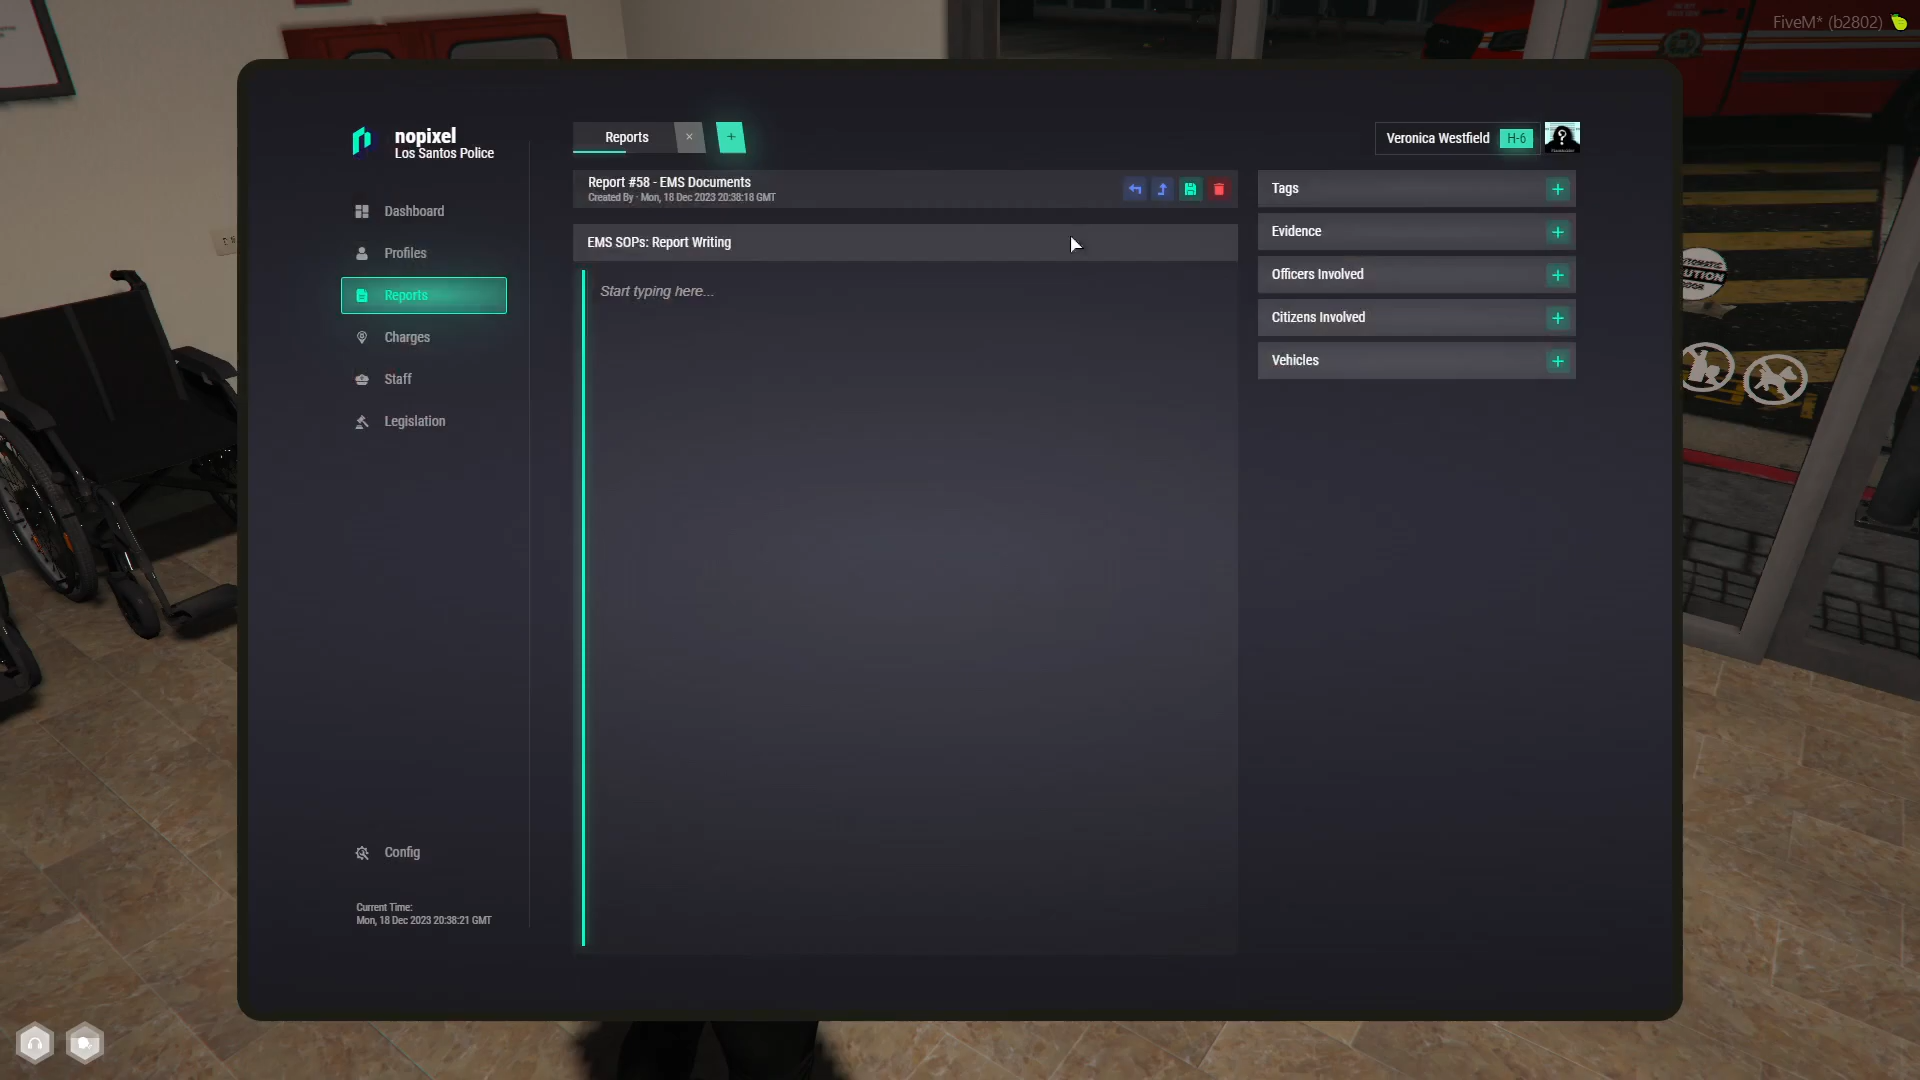 FiveM* (b2802)
nopixel
Los Santos Police
Reports
×
+
Veronica Westfield
H-6
Dashboard
Profiles
Reports
Charges
Staff
Legislation
Config
Current Time:
Mon, 18 Dec 2023 20:38:21 GMT
Report #58 - EMS Documents
Created By - Mon, 18 Dec 2023 20:38:18 GMT
EMS SOPs: Report Writing
Start typing here...
Tags
Evidence
Officers Involved
Citizens Involved
Vehicles